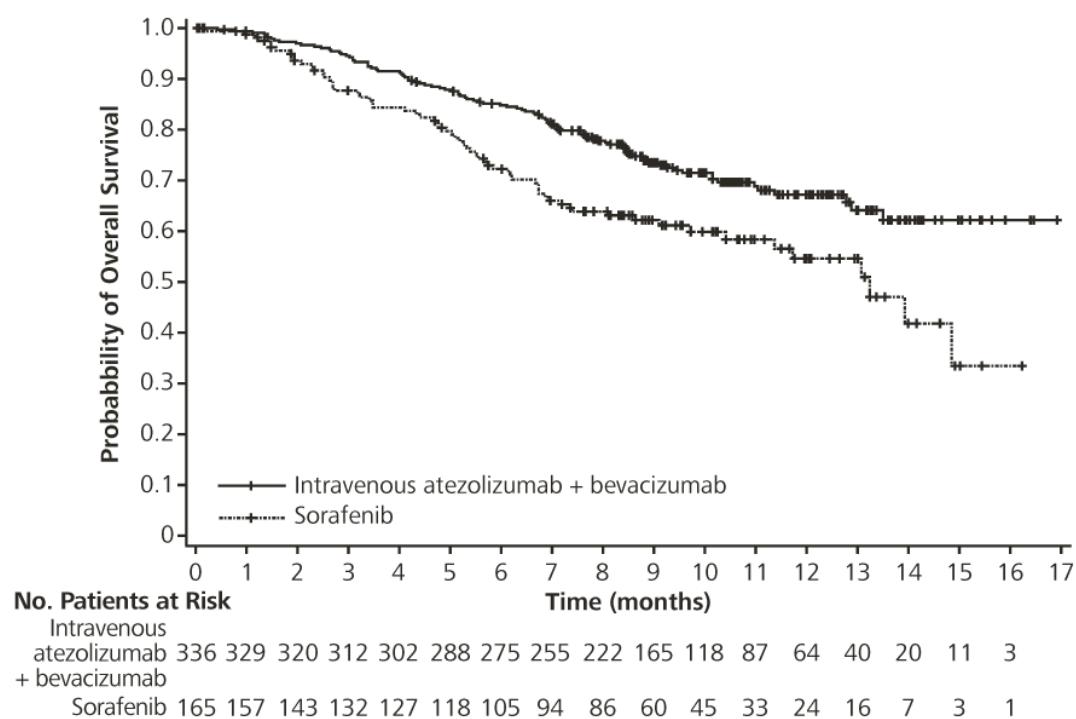 Probabbility of Overall Survival
1.0
0.9
0.8
0.7
0.6
0.5
0.4
0.3
0.2
0.1
0
Intravenous atezolizumab + bevacizumab
Sorafenib
0 1 2 3 4 5 6 7 8 9 10 11 12 13 14 15 16 17
Time (months)
No. Patients at Risk
Intravenous
atezolizumab 336 329 320 312 302 288 275 255 222 165 118 87 64 40 20 11 3
+ bevacizumab
Sorafenib 165 157 143 132 127 118 105 94 86 60 45 33 24 16 7 3 1